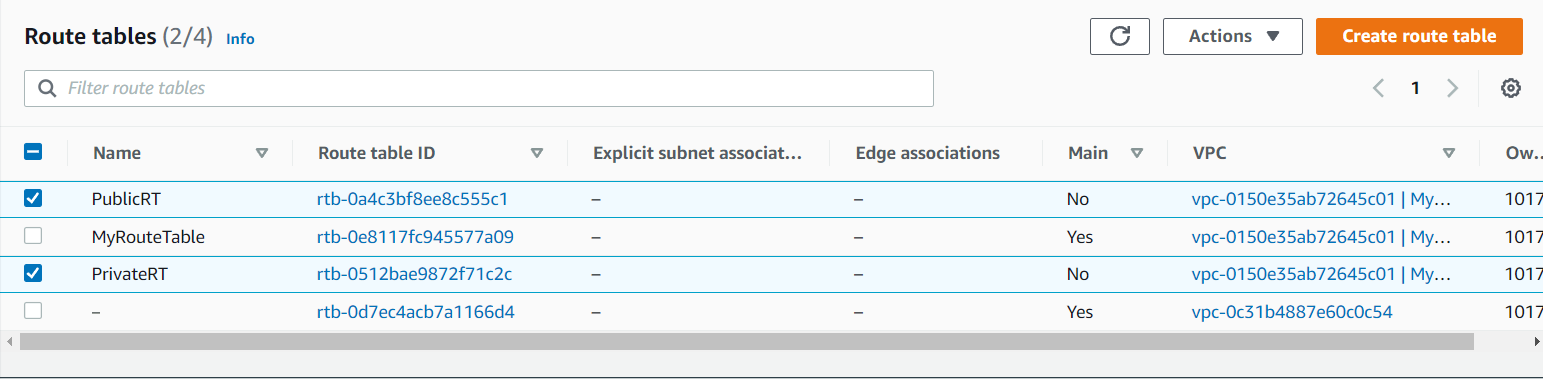 Route tables (2/4) Info
Actions
Create route table
Filter route tables
1
Name Route table ID Explicit subnet associat... Edge associations Main VPC Ow...
PublicRT rtb-0a4c3bf8ee8c555c1 – – No vpc-0150e35ab72645c01 | My... 1017
MyRouteTable rtb-0e8117fc945577a09 – – Yes vpc-0150e35ab72645c01 | My... 1017
PrivateRT rtb-0512bae9872f71c2c – – No vpc-0150e35ab72645c01 | My... 1017
– rtb-0d7ec4acb7a1166d4 – – Yes vpc-0c31b4887e60c0c54 1017